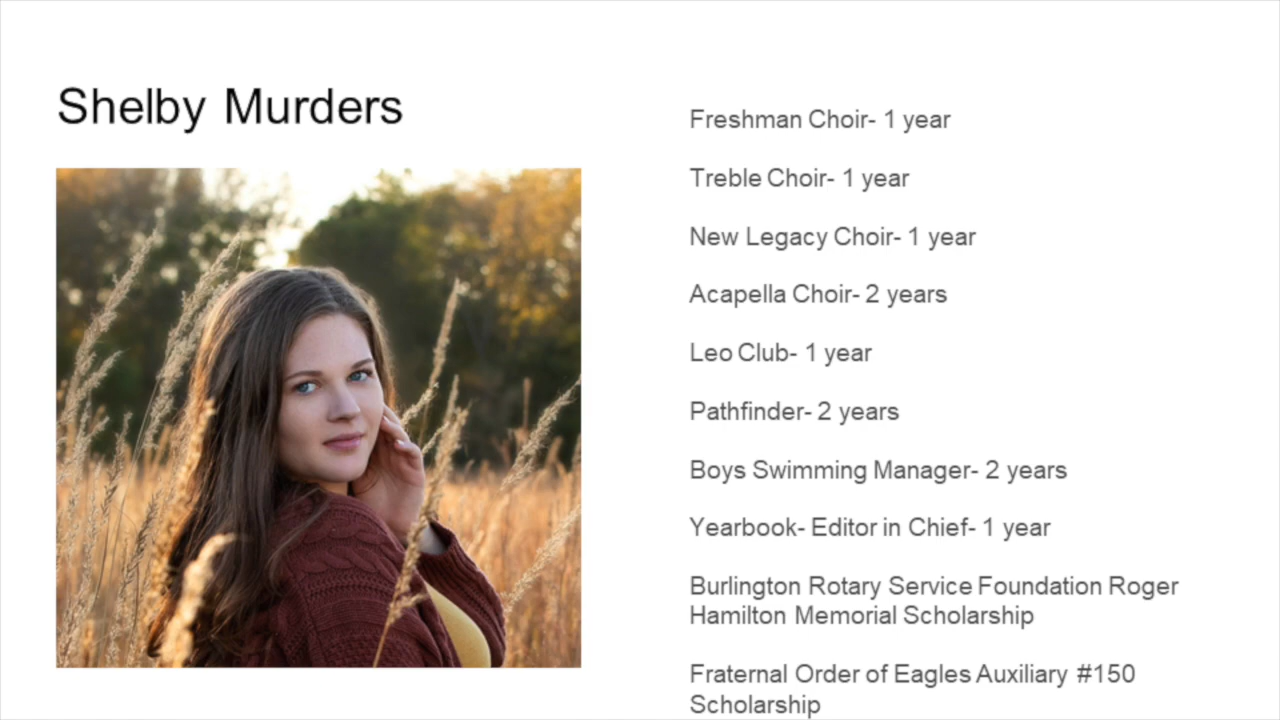 Shelby Murders
Freshman Choir- 1 year
Treble Choir- 1 year
New Legacy Choir- 1 year
Acapella Choir- 2 years
Leo Club- 1 year
Pathfinder- 2 years
Boys Swimming Manager- 2 years
Yearbook- Editor in Chief- 1 year
Burlington Rotary Service Foundation Roger
Hamilton Memorial Scholarship
Fraternal Order of Eagles Auxiliary #150
Scholarship